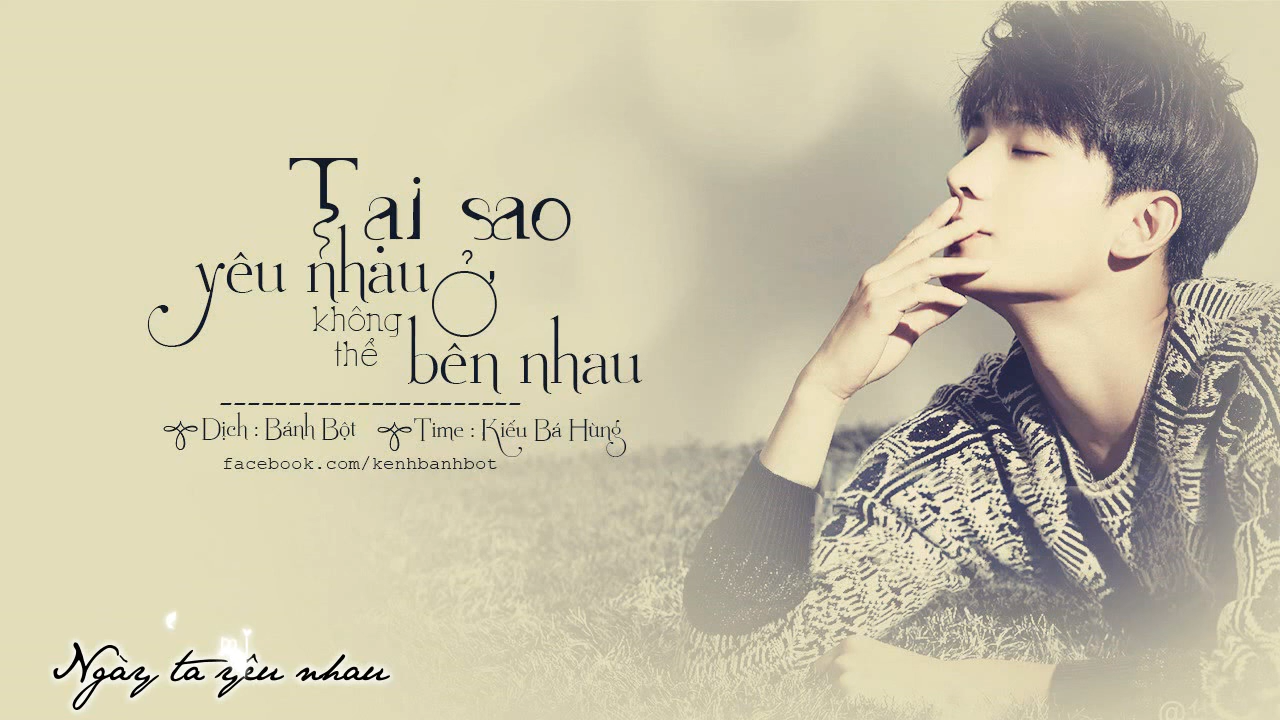 Tại sao
yêu nhau
không
thể
Ở
bên nhau
Dịch : Bánh Bột Time : Kiều Bá Hùng
facebook.com/kenhbanhbot
Ngày ta yêu nhau